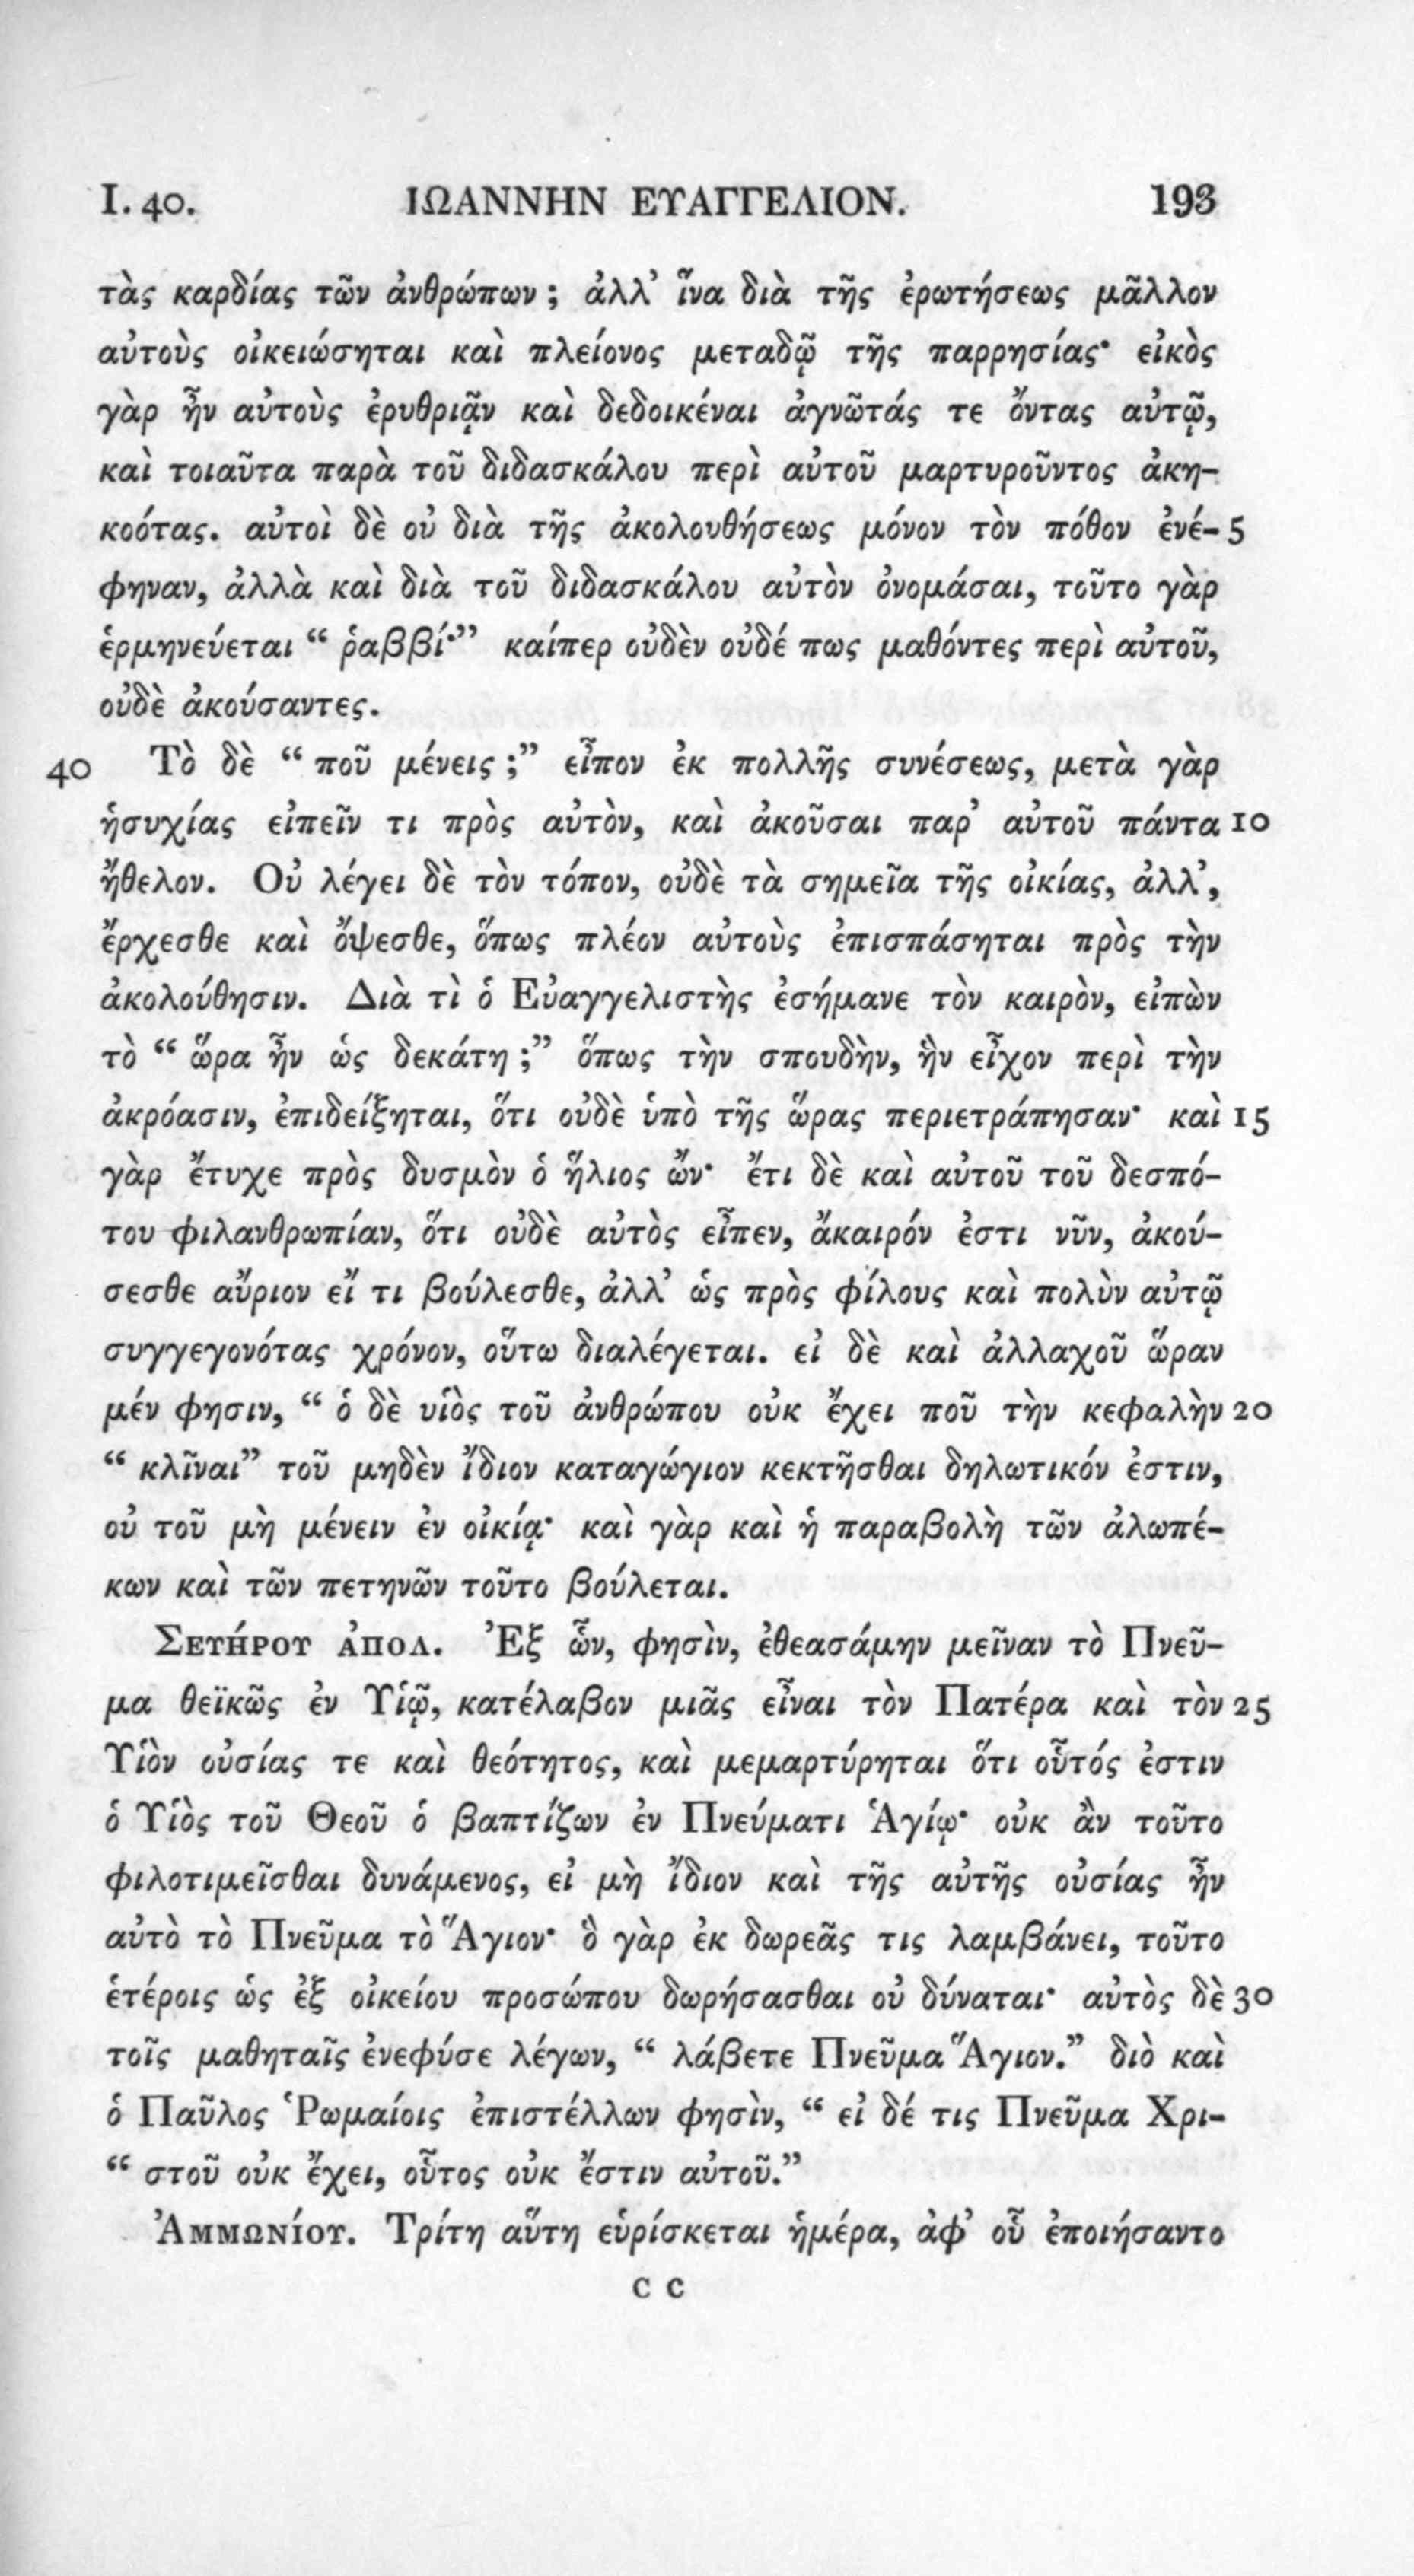 I. 40. ΙΩΑΝΝΗΝ ΕΥΑΓΓΕΛΙΟΝ. 193
τὰς καρδίας τῶν ἀνθρώπων ; ἀλλ’ ἵνα διὰ τῆς ἐρωτήσεως μᾶλλον
αὐτοὺς οἰκειώσηται καὶ πλείονος μεταδῷ τῆς παρρησίας· εἰκὸς
γὰρ ἦν αὐτοὺς ἐρυθριᾷν καὶ δεδοικέναι ἀγνῶτάς τε ὄντας αὐτῷ,
καὶ τοιαῦτα παρὰ τοῦ διδασκάλου περὶ αὐτοῦ μαρτυροῦντος ἀκη-
κοότας. αὐτοὶ δὲ οὐ διὰ τῆς ἀκολουθήσεως μόνον τὸν πόθον ἐνέ- 5
φηναν, ἀλλὰ καὶ διὰ τοῦ διδασκάλου αὐτὸν ὀνομάσαι, τοῦτο γὰρ
ἑρμηνεύεται “ ῥαββί·” καίπερ οὐδὲν οὐδέ πως μαθόντες περὶ αὐτοῦ,
οὐδὲ ἀκούσαντες.
40 Τὸ δὲ “ ποῦ μένεις ;” εἶπον ἐκ πολλῆς συνέσεως, μετὰ γὰρ
ἡσυχίας εἰπεῖν τι πρὸς αὐτὸν, καὶ ἀκοῦσαι παρ’ αὐτοῦ πάντα 10
ἤθελον. Οὐ λέγει δὲ τὸν τόπον, οὐδὲ τὰ σημεῖα τῆς οἰκίας, ἀλλ’,
ἔρχεσθε καὶ ὄψεσθε, ὅπως πλέον αὐτοὺς ἐπισπάσηται πρὸς τὴν
ἀκολούθησιν. Διὰ τὶ ὁ Εὐαγγελιστὴς ἐσήμανε τὸν καιρὸν, εἰπὼν
τὸ “ ὥρα ἦν ὡς δεκάτη ;” ὅπως τὴν σπουδὴν, ἣν εἶχον περὶ τὴν
ἀκρόασιν, ἐπιδείξηται, ὅτι οὐδὲ ὑπὸ τῆς ὥρας περιετράπησαν· καὶ 15
γὰρ ἔτυχε πρὸς δυσμὸν ὁ ἥλιος ὤν· ἔτι δὲ καὶ αὐτοῦ τοῦ δεσπό-
του φιλανθρωπίαν, ὅτι οὐδὲ αὐτὸς εἶπεν, ἄκαιρόν ἐστι νῦν, ἀκού-
σεσθε αὔριον εἴ τι βούλεσθε, ἀλλ’ ὡς πρὸς φίλους καὶ πολὺν αὐτῷ
συγγεγονότας χρόνον, οὕτω διαλέγεται. εἰ δὲ καὶ ἀλλαχοῦ ὥραν
μέν φησιν, “ ὁ δὲ υἱὸς τοῦ ἀνθρώπου οὐκ ἔχει ποῦ τὴν κεφαλὴν 20
“ κλῖναι” τοῦ μηδὲν ἴδιον καταγώγιον κεκτῆσθαι δηλωτικόν ἐστιν,
οὐ τοῦ μὴ μένειν ἐν οἰκίᾳ· καὶ γὰρ καὶ ἡ παραβολὴ τῶν ἀλωπέ-
κων καὶ τῶν πετηνῶν τοῦτο βούλεται.
Σευήρου ἀπολ. Ἐξ ὧν, φησὶν, ἐθεασάμην μεῖναν τὸ Πνεῦ-
μα θεϊκῶς ἐν Υἱῷ, κατέλαβον μιᾶς εἶναι τὸν Πατέρα καὶ τὸν 25
Υἱὸν οὐσίας τε καὶ θεότητος, καὶ μεμαρτύρηται ὅτι οὗτός ἐστιν
ὁ Υἱὸς τοῦ Θεοῦ ὁ βαπτίζων ἐν Πνεύματι Ἁγίῳ· οὐκ ἂν τοῦτο
φιλοτιμεῖσθαι δυνάμενος, εἰ μὴ ἴδιον καὶ τῆς αὐτῆς οὐσίας ἦν
αὐτὸ τὸ Πνεῦμα τὸ Ἅγιον· ὃ γὰρ ἐκ δωρεᾶς τις λαμβάνει, τοῦτο
ἑτέροις ὡς ἐξ οἰκείου προσώπου δωρήσασθαι οὐ δύναται· αὐτὸς δὲ 30
τοῖς μαθηταῖς ἐνεφύσε λέγων, “ λάβετε Πνεῦμα Ἅγιον.” διὸ καὶ
ὁ Παῦλος Ῥωμαίοις ἐπιστέλλων φησὶν, “ εἰ δέ τις Πνεῦμα Χρι-
“ στοῦ οὐκ ἔχει, οὗτος οὐκ ἔστιν αὐτοῦ.”
Ἀμμωνίου. Τρίτη αὕτη εὑρίσκεται ἡμέρα, ἀφ’ οὗ ἐποιήσαντο
C C